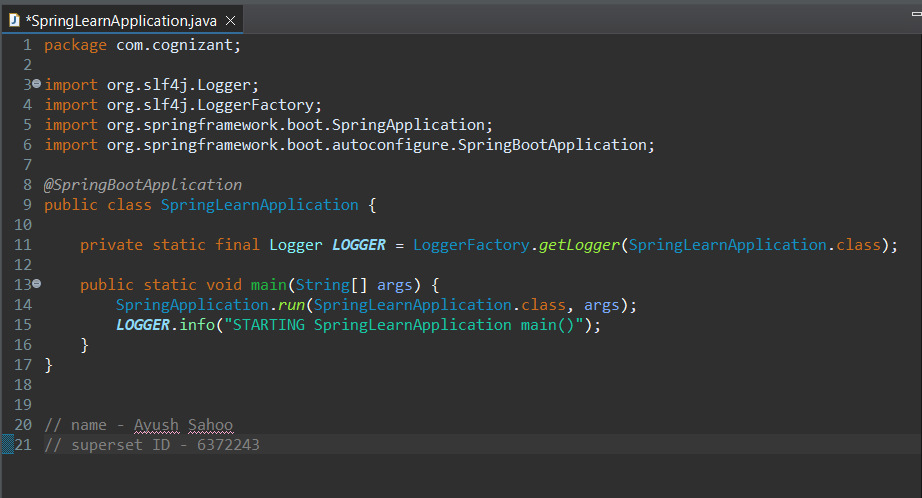 *SpringLearnApplication.java
1 package com.cognizant;
2
3 import org.slf4j.Logger;
4 import org.slf4j.LoggerFactory;
5 import org.springframework.boot.SpringApplication;
6 import org.springframework.boot.autoconfigure.SpringBootApplication;
7
8 @SpringBootApplication
9 public class SpringLearnApplication {
10
11     private static final Logger LOGGER = LoggerFactory.getLogger(SpringLearnApplication.class);
12
13     public static void main(String[] args) {
14         SpringApplication.run(SpringLearnApplication.class, args);
15         LOGGER.info("STARTING SpringLearnApplication main()");
16     }
17 }
18
19
20 // name - Ayush Sahoo
21 // superset ID - 6372243